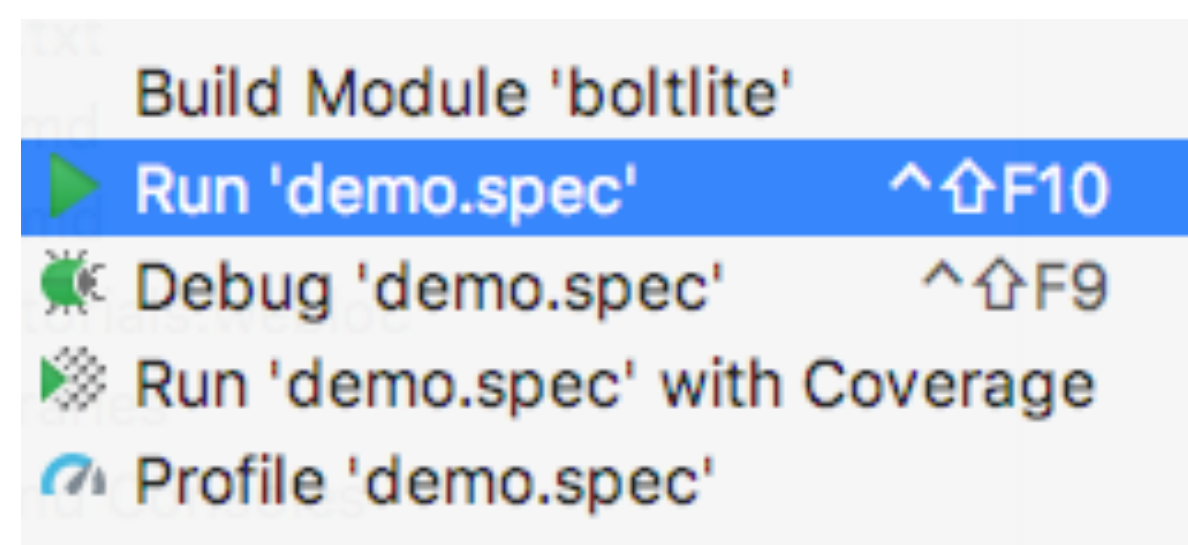 Build Module 'boltlite'
Run 'demo.spec' ^⇧F10
Debug 'demo.spec' ^⇧F9
Run 'demo.spec' with Coverage
Profile 'demo.spec'